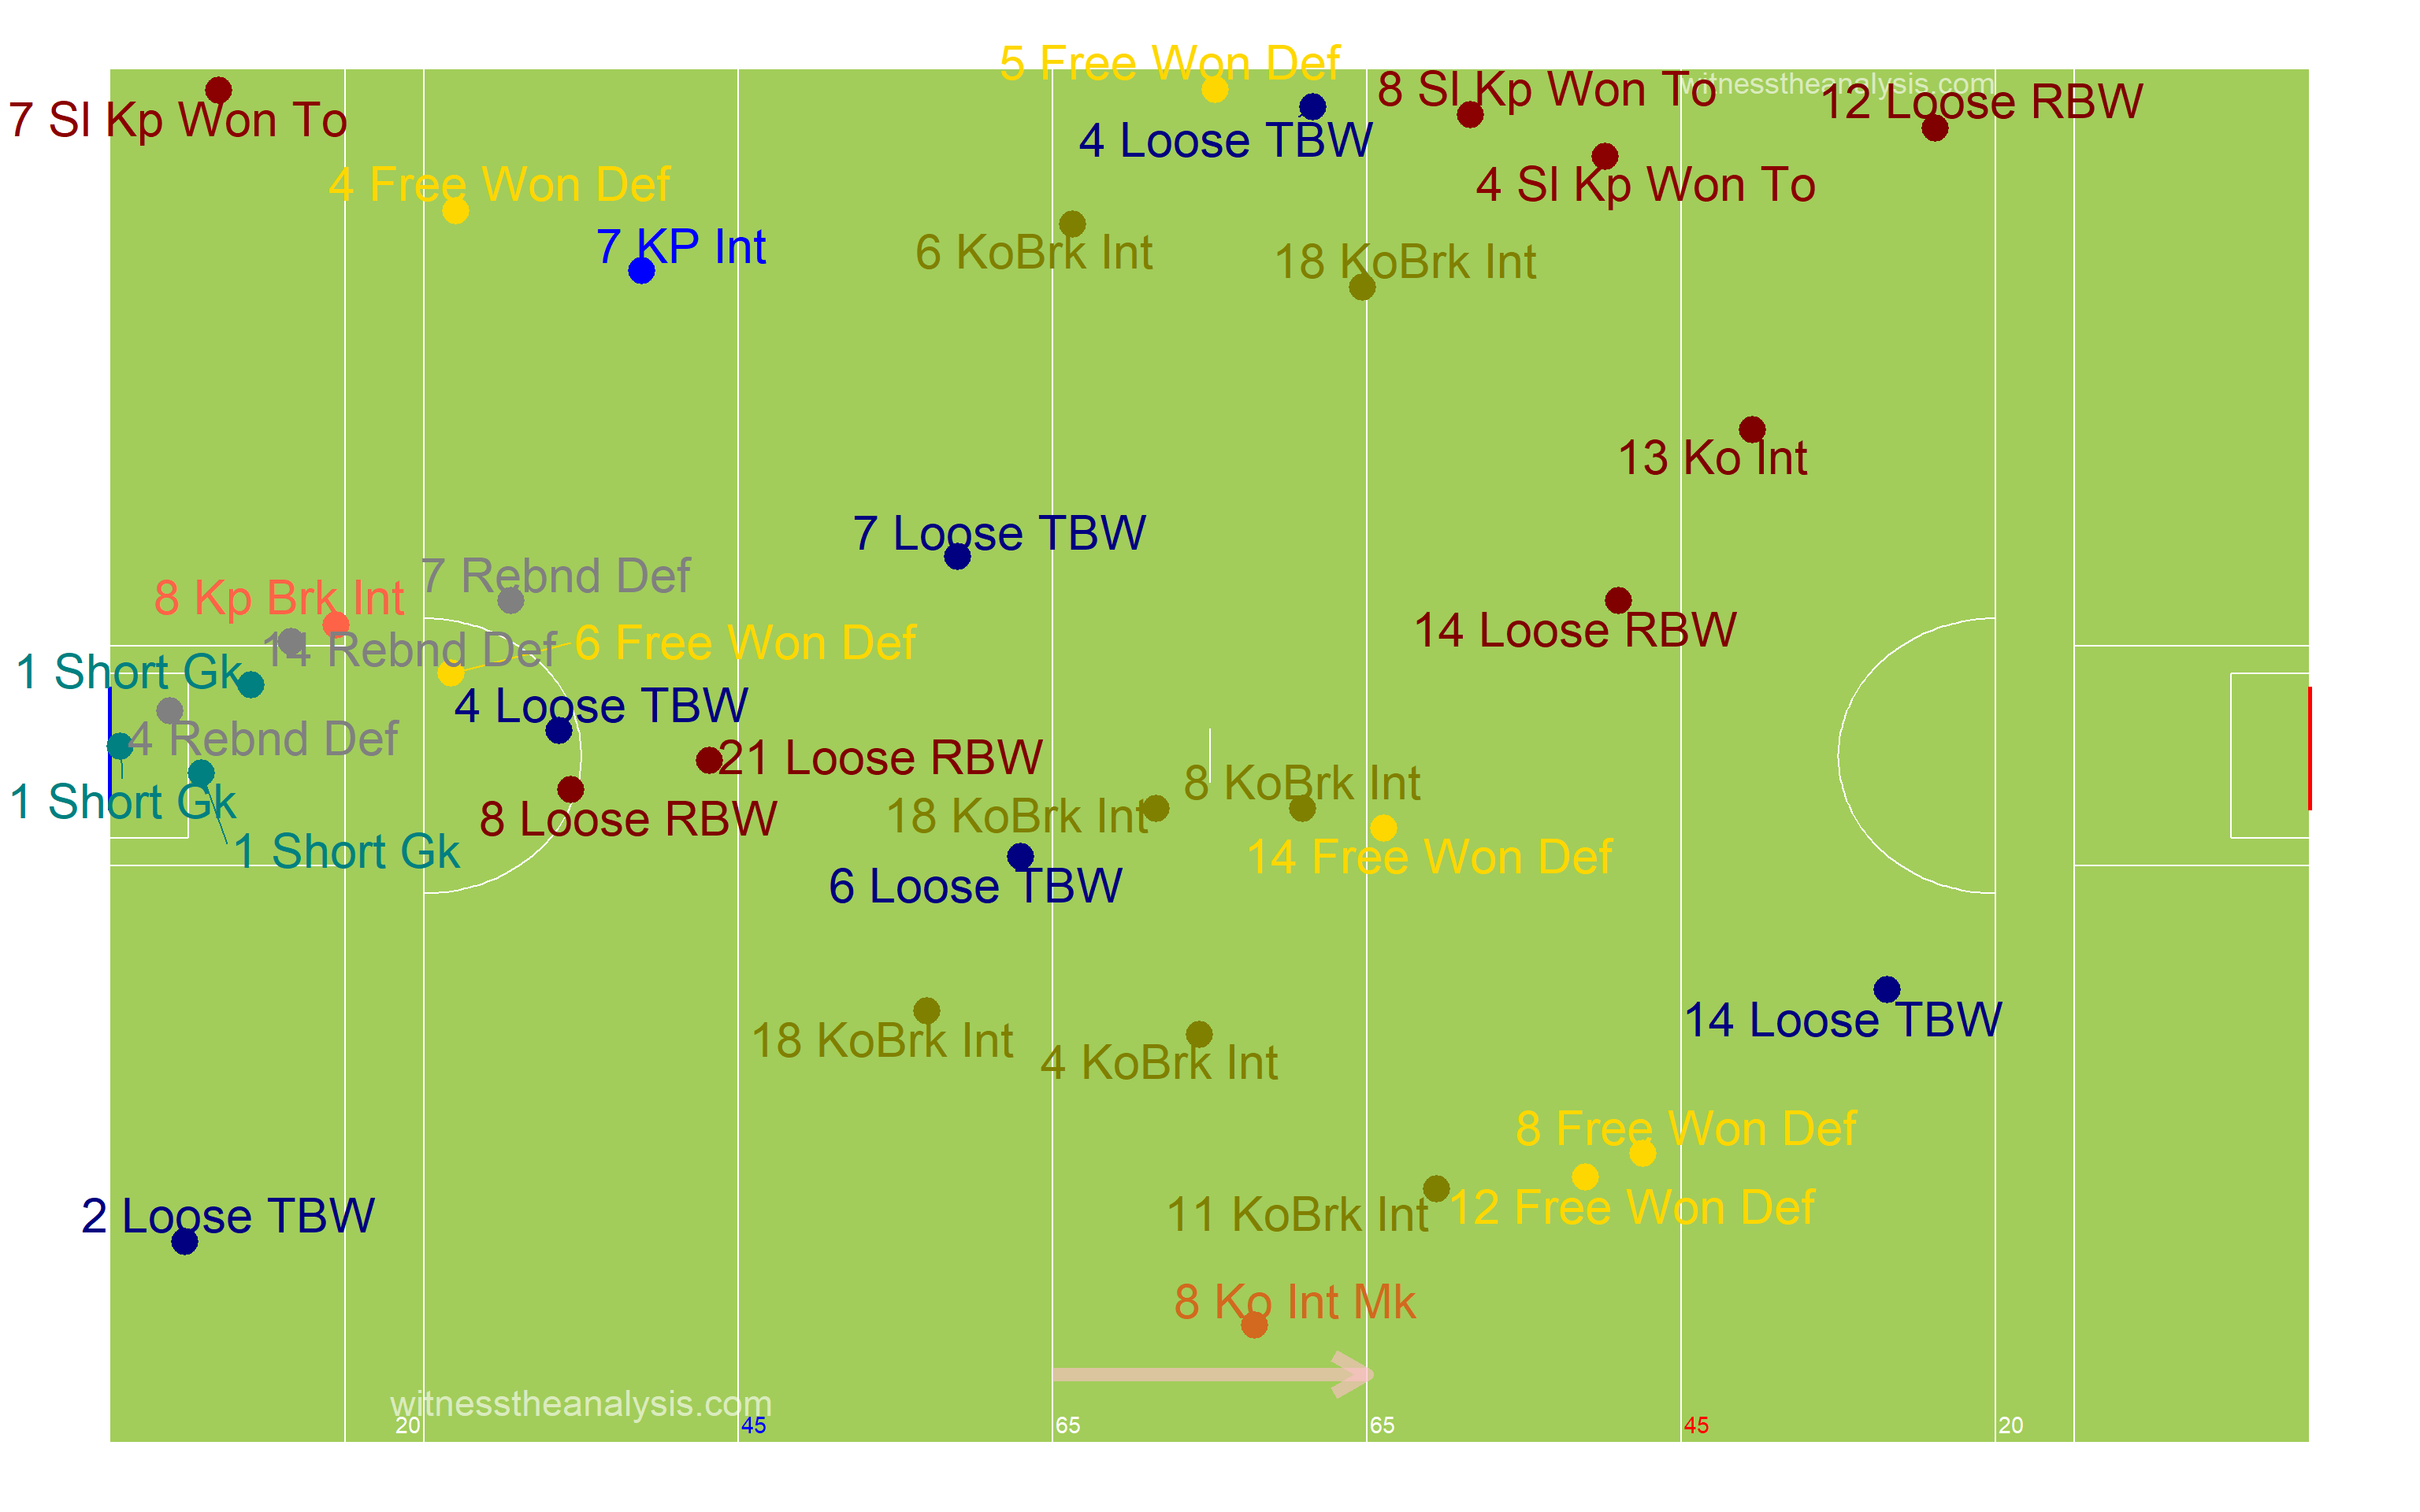 5 Free Won Def
witnesstheanalysis.com
8 Sl Kp Won To
12 Loose RBW
7 Sl Kp Won To
4 Loose TBW
4 Free Won Def
4 Sl Kp Won To
7 KP Int
6 KoBrk Int
18 KoBrk Int
13 Ko Int
7 Loose TBW
7 Rebnd Def
8 Kp Brk Int
14 Loose RBW
14 Rebnd Def
6 Free Won Def
1 Short Gk
4 Loose TBW
4 Rebnd Def
21 Loose RBW
8 KoBrk Int
1 Short Gk
8 Loose RBW
18 KoBrk Int
1 Short Gk
14 Free Won Def
6 Loose TBW
14 Loose TBW
18 KoBrk Int
4 KoBrk Int
8 Free Won Def
2 Loose TBW
11 KoBrk Int
12 Free Won Def
8 Ko Int Mk
witnesstheanalysis.com
20
45
65
65
45
20